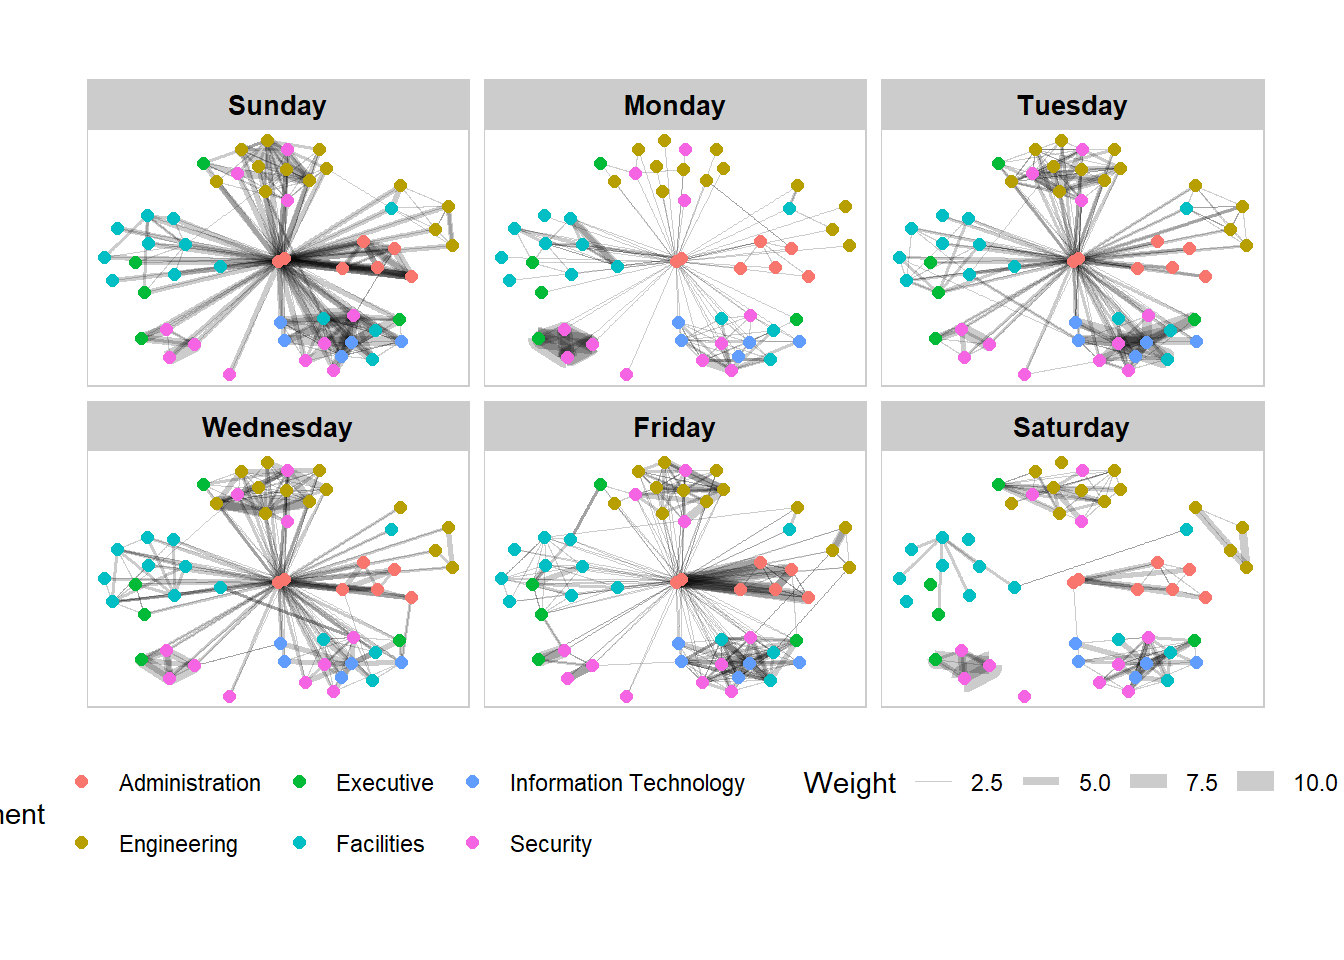 Sunday Monday Tuesday
Wednesday Friday Saturday
Administration Executive Information Technology Weight 2.5 5.0 7.5 10.0
Engineering Facilities Security